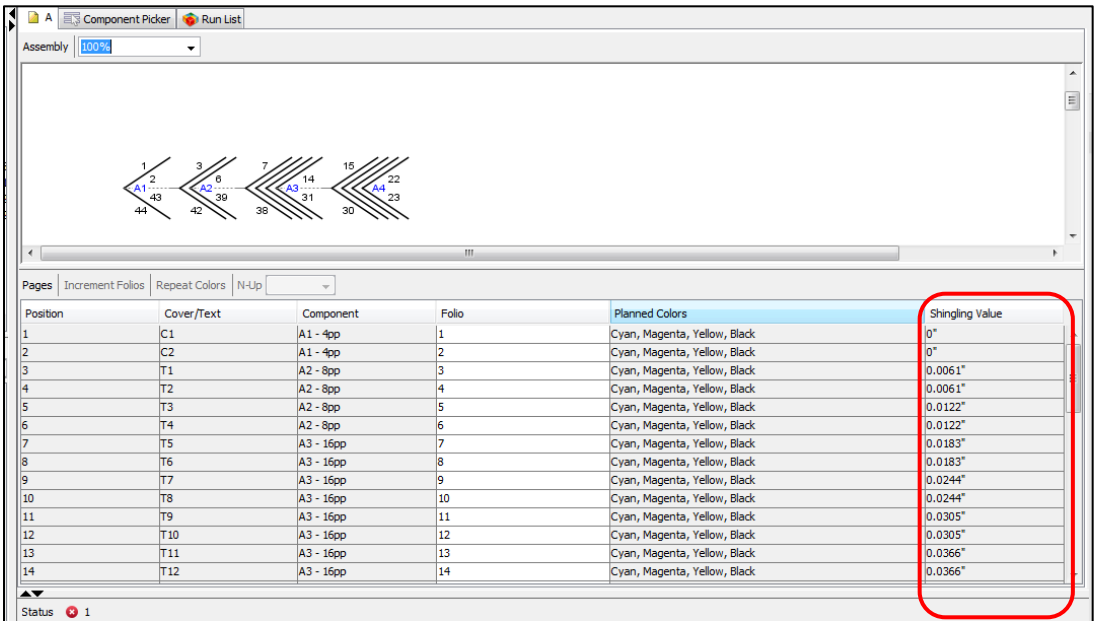 A Component Picker Run List
Assembly 100%
1 3 7 15
2 6 14 22
A1 A2 A3 A4
43 39 31 23
44 42 38 30
Pages Increment Folios Repeat Colors N-Up
Position Cover/Text Component Folio Planned Colors Shingling Value
1 C1 A1 - 4pp 1 Cyan, Magenta, Yellow, Black 0"
2 C2 A1 - 4pp 2 Cyan, Magenta, Yellow, Black 0"
3 T1 A2 - 8pp 3 Cyan, Magenta, Yellow, Black 0.0061"
4 T2 A2 - 8pp 4 Cyan, Magenta, Yellow, Black 0.0061"
5 T3 A2 - 8pp 5 Cyan, Magenta, Yellow, Black 0.0122"
6 T4 A2 - 8pp 6 Cyan, Magenta, Yellow, Black 0.0122"
7 T5 A3 - 16pp 7 Cyan, Magenta, Yellow, Black 0.0183"
8 T6 A3 - 16pp 8 Cyan, Magenta, Yellow, Black 0.0183"
9 T7 A3 - 16pp 9 Cyan, Magenta, Yellow, Black 0.0244"
10 T8 A3 - 16pp 10 Cyan, Magenta, Yellow, Black 0.0244"
11 T9 A3 - 16pp 11 Cyan, Magenta, Yellow, Black 0.0305"
12 T10 A3 - 16pp 12 Cyan, Magenta, Yellow, Black 0.0305"
13 T11 A3 - 16pp 13 Cyan, Magenta, Yellow, Black 0.0366"
14 T12 A3 - 16pp 14 Cyan, Magenta, Yellow, Black 0.0366"
Status 1